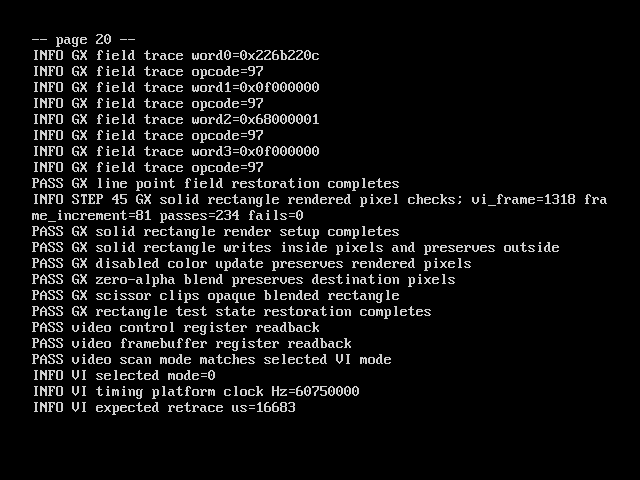 -- page 20 --
INFO GX field trace word0=0x226b220c
INFO GX field trace opcode=97
INFO GX field trace word1=0x0f000000
INFO GX field trace opcode=97
INFO GX field trace word2=0x68000001
INFO GX field trace opcode=97
INFO GX field trace word3=0x0f000000
INFO GX field trace opcode=97
PASS GX line point field restoration completes
INFO STEP 45 GX solid rectangle rendered pixel checks; vi_frame=1318 fra
me_increment=81 passes=234 fails=0
PASS GX solid rectangle render setup completes
PASS GX solid rectangle writes inside pixels and preserves outside
PASS GX disabled color update preserves rendered pixels
PASS GX zero-alpha blend preserves destination pixels
PASS GX scissor clips opaque blended rectangle
PASS GX rectangle test state restoration completes
PASS video control register readback
PASS video framebuffer register readback
PASS video scan mode matches selected VI mode
INFO VI selected mode=0
INFO VI timing platform clock Hz=60750000
INFO VI expected retrace us=16683